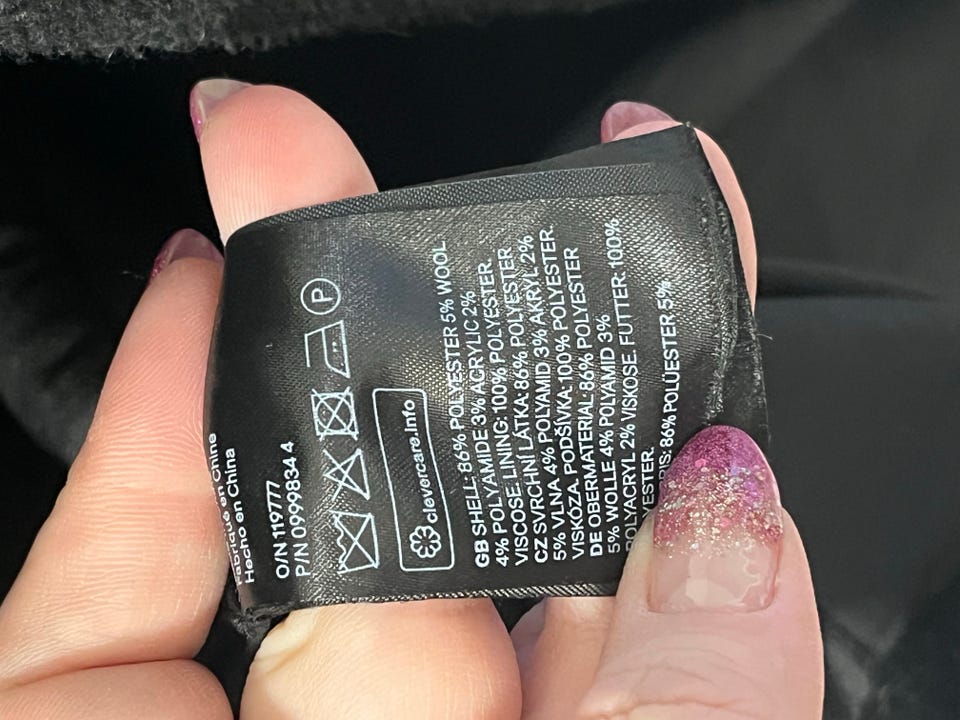 Fabriqué en Chine
Hecho en China
O/N 119777
P/N 0999834 4
P
clevercare.info
GB SHELL: 86% POLYESTER 5% WOOL
4% POLYAMIDE 3% ACRYLIC 2%
VISCOSE. LINING: 100% POLYESTER.
CZ SVRCHNÍ LÁTKA: 86% POLYESTER
5% VLNA 4% POLYAMID 3% AKRYL 2%
VISKÓZA. PODŠÍVKA: 100% POLYESTER.
DE OBERMATERIAL: 86% POLYESTER
5% WOLLE 4% POLYAMID 3%
POLYACRYL 2% VISKOSE. FUTTER: 100%
POLYESTER.
86% POLÜESTER 5%